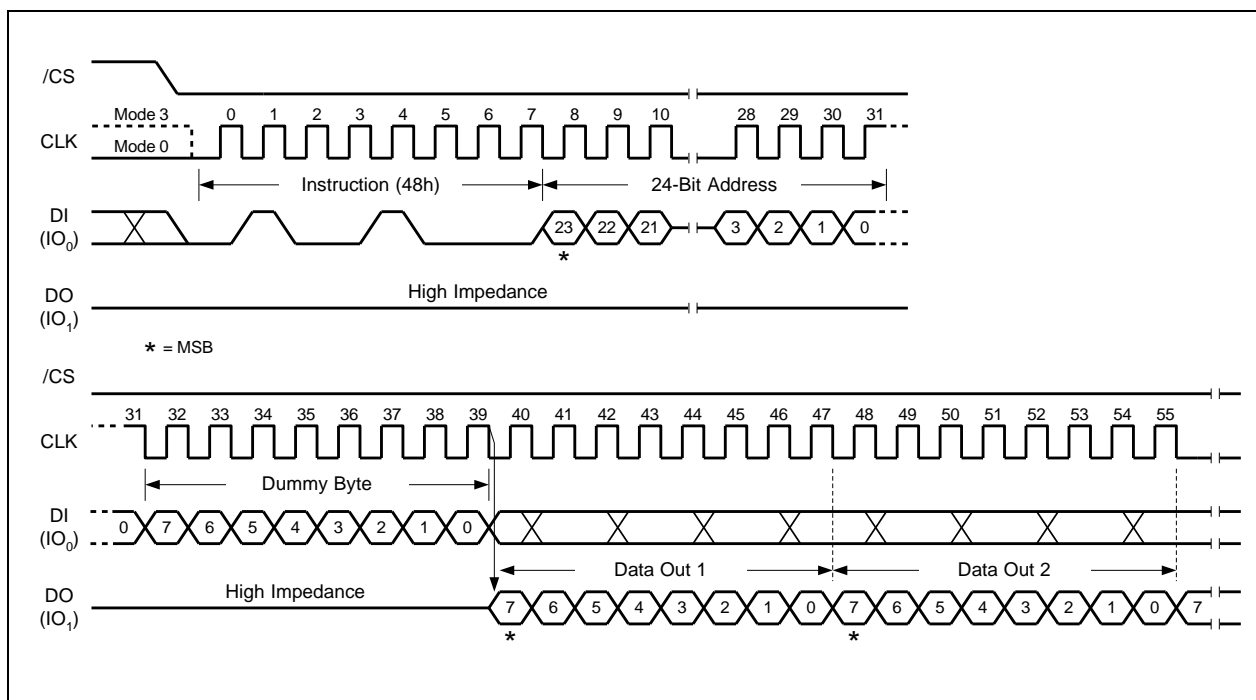 /CS
Mode 3 0 1 2 3 4 5 6 7 8 9 10 28 29 30 31
CLK
Mode 0
Instruction (48h) 24-Bit Address
DI
(IO0) 23 22 21 3 2 1 0
*
DO High Impedance
(IO1)
* = MSB
/CS
31 32 33 34 35 36 37 38 39 40 41 42 43 44 45 46 47 48 49 50 51 52 53 54 55
CLK
Dummy Byte
DI
(IO0) 0 7 6 5 4 3 2 1 0
Data Out 1 Data Out 2
DO High Impedance
(IO1) 7 6 5 4 3 2 1 0 7 6 5 4 3 2 1 0 7
* *